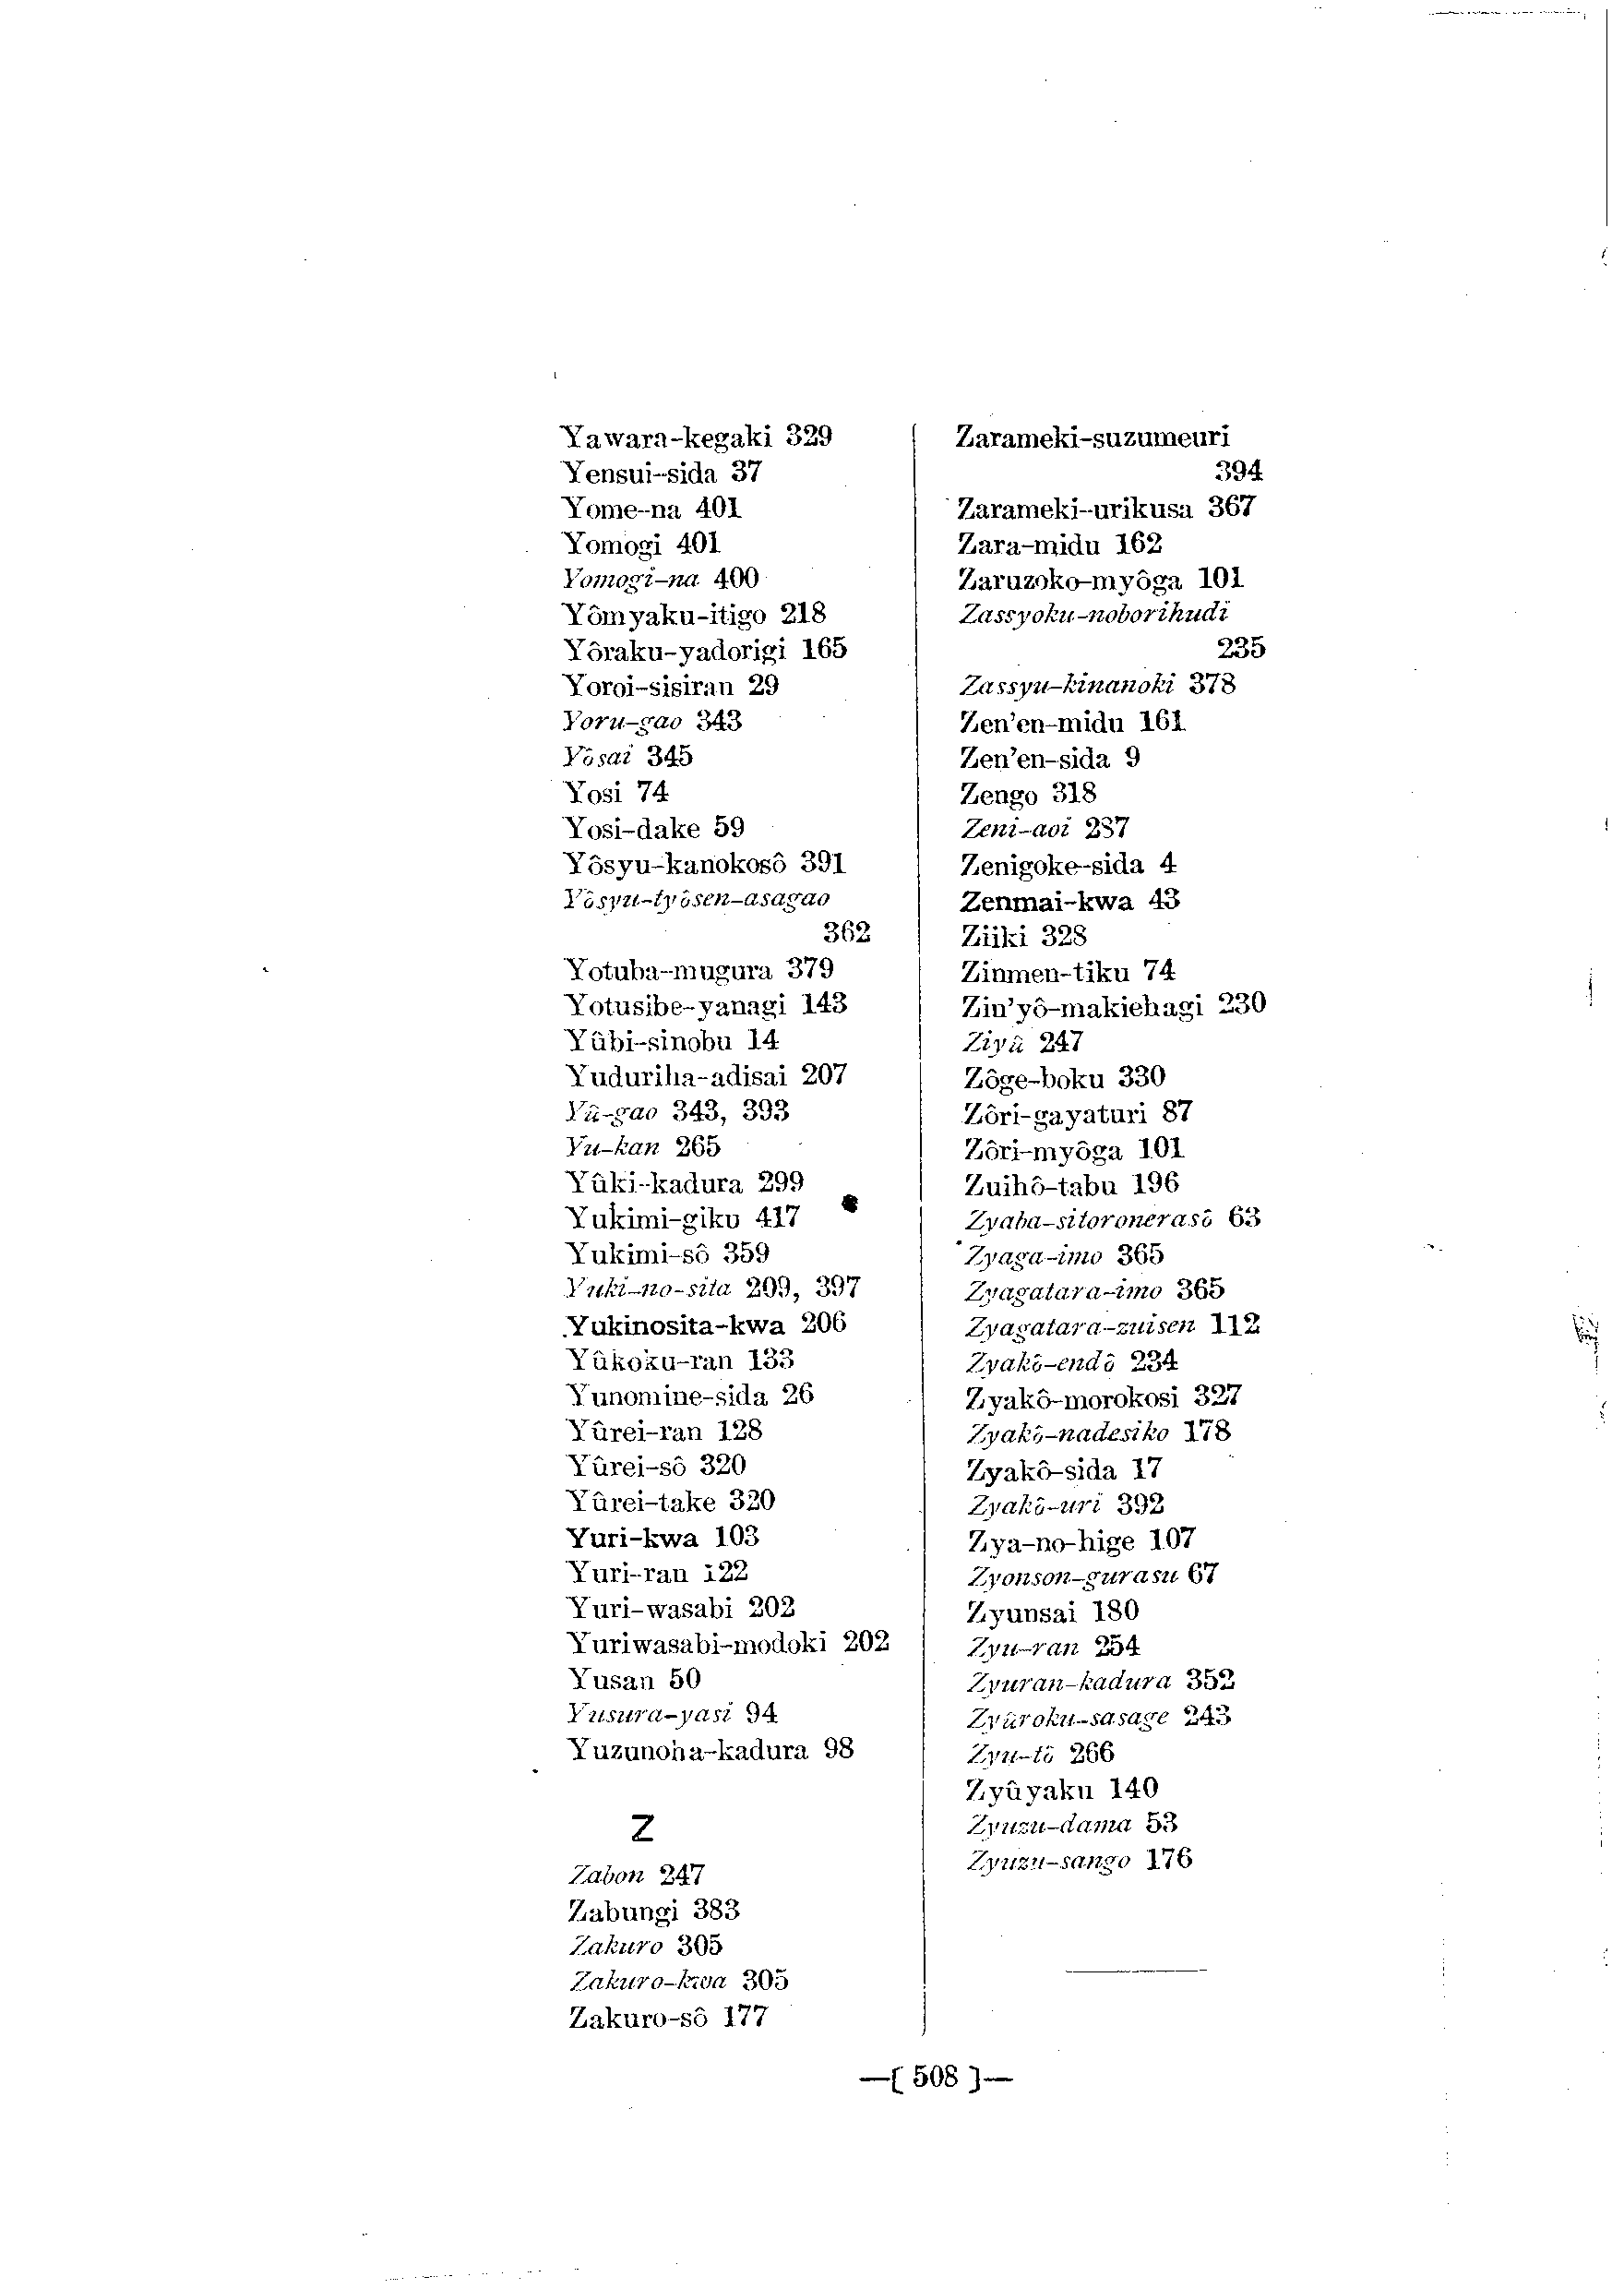 Yawara-kegaki 329
Yensui-sida 37
Yome-na 401
Yomogi 401
Yomogi-na 400
Yômyaku-itigo 218
Yôraku-yadorigi 165
Yoroi-sisiran 29
Yoru-gao 343
Yôsai 345
Yosi 74
Yosi-dake 59
Yôsyu-kanokosô 391
Yôsyu-tyôsen-asagao
362
Yotuba-mugura 379
Yotusibe-yanagi 143
Yûbi-sinobu 14
Yuduriha-adisai 207
Yû-gao 343, 393
Yu-kan 265
Yûki-kadura 299
Yukimi-giku 417
Yukimi-sô 359
Yuki-no-sita 209, 397
Yukinosita-kwa 206
Yûkoku-ran 133
Yunomine-sida 26
Yûrei-ran 128
Yûrei-sô 320
Yûrei-take 320
Yuri-kwa 103
Yuri-ran 122
Yuri-wasabi 202
Yuriwasabi-modoki 202
Yusan 50
Yusura-yasi 94
Yuzunoha-kadura 98
Z
Zabon 247
Zabungi 383
Zakuro 305
Zakuro-kwa 305
Zakuro-sô 177
Zarameki-suzumeuri
394
Zarameki-urikusa 367
Zara-midu 162
Zaruzoko-myôga 101
Zassyoku-noborihudi
235
Zassyu-kinanoki 378
Zen'en-midu 161
Zen'en-sida 9
Zengo 318
Zeni-aoi 287
Zenigoke-sida 4
Zenmai-kwa 43
Ziiki 328
Zinmen-tiku 74
Zin'yô-makiehagi 230
Ziyû 247
Zôge-boku 330
Zôri-gayaturi 87
Zôri-myôga 101
Zuihô-tabu 196
Zyaba-sitoronerasô 63
Zyaga-imo 365
Zyagatara-imo 365
Zyagatara-zuisen 112
Zyakô-endô 234
Zyakô-morokosi 327
Zyakô-nadesiko 178
Zyakô-sida 17
Zyakô-uri 392
Zya-no-hige 107
Zyonson-gurasu 67
Zyunsai 180
Zyu-ran 254
Zyuran-kadura 352
Zyûroku-sasage 243
Zyu-tô 266
Zyûyaku 140
Zyuzu-dama 53
Zyuzu-sango 176
—[ 508 ]—